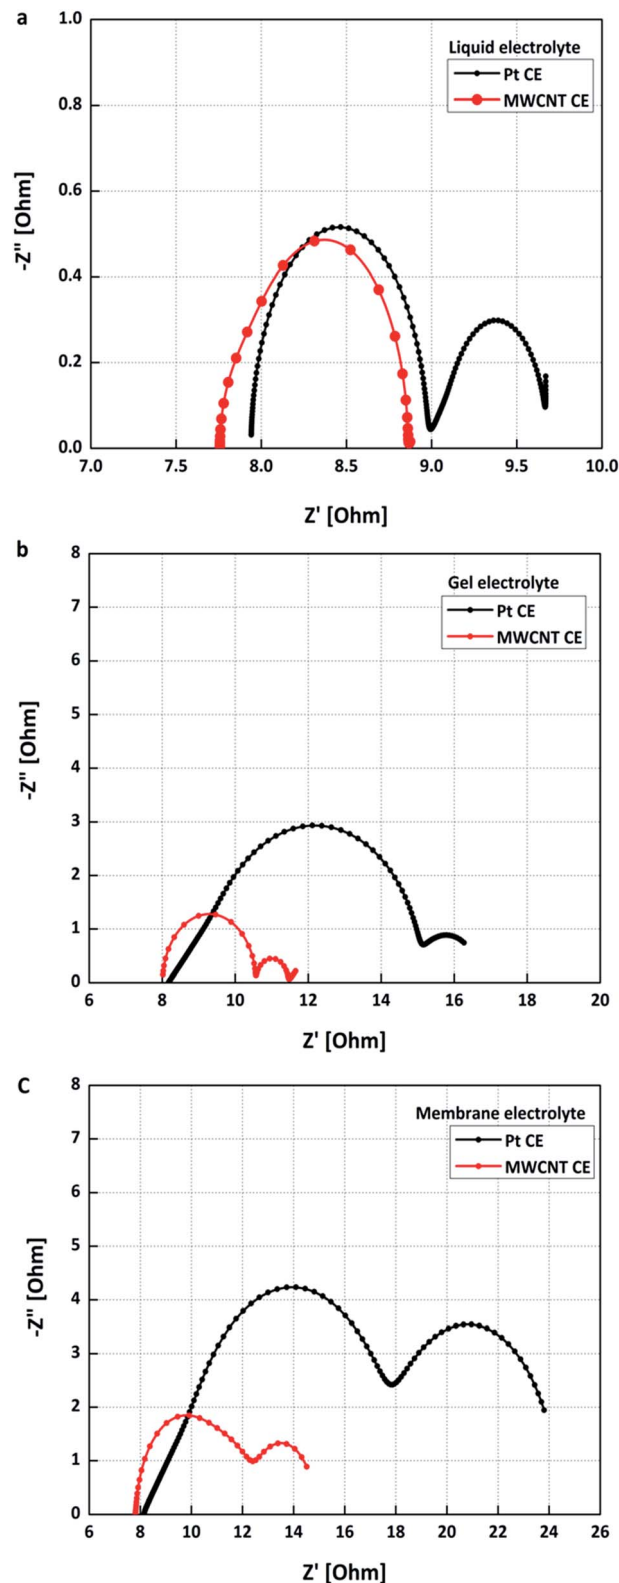 a
1.0
0.8
0.6
0.4
0.2
0.0
-Z" [Ohm]
Liquid electrolyte
Pt CE
MWCNT CE
7.0 7.5 8.0 8.5 9.0 9.5 10.0
Z' [Ohm]
b
8
7
6
5
4
3
2
1
0
-Z" [Ohm]
Gel electrolyte
Pt CE
MWCNT CE
6 8 10 12 14 16 18 20
Z' [Ohm]
C
8
7
6
5
4
3
2
1
0
-Z" [Ohm]
Membrane electrolyte
Pt CE
MWCNT CE
6 8 10 12 14 16 18 20 22 24 26
Z' [Ohm]